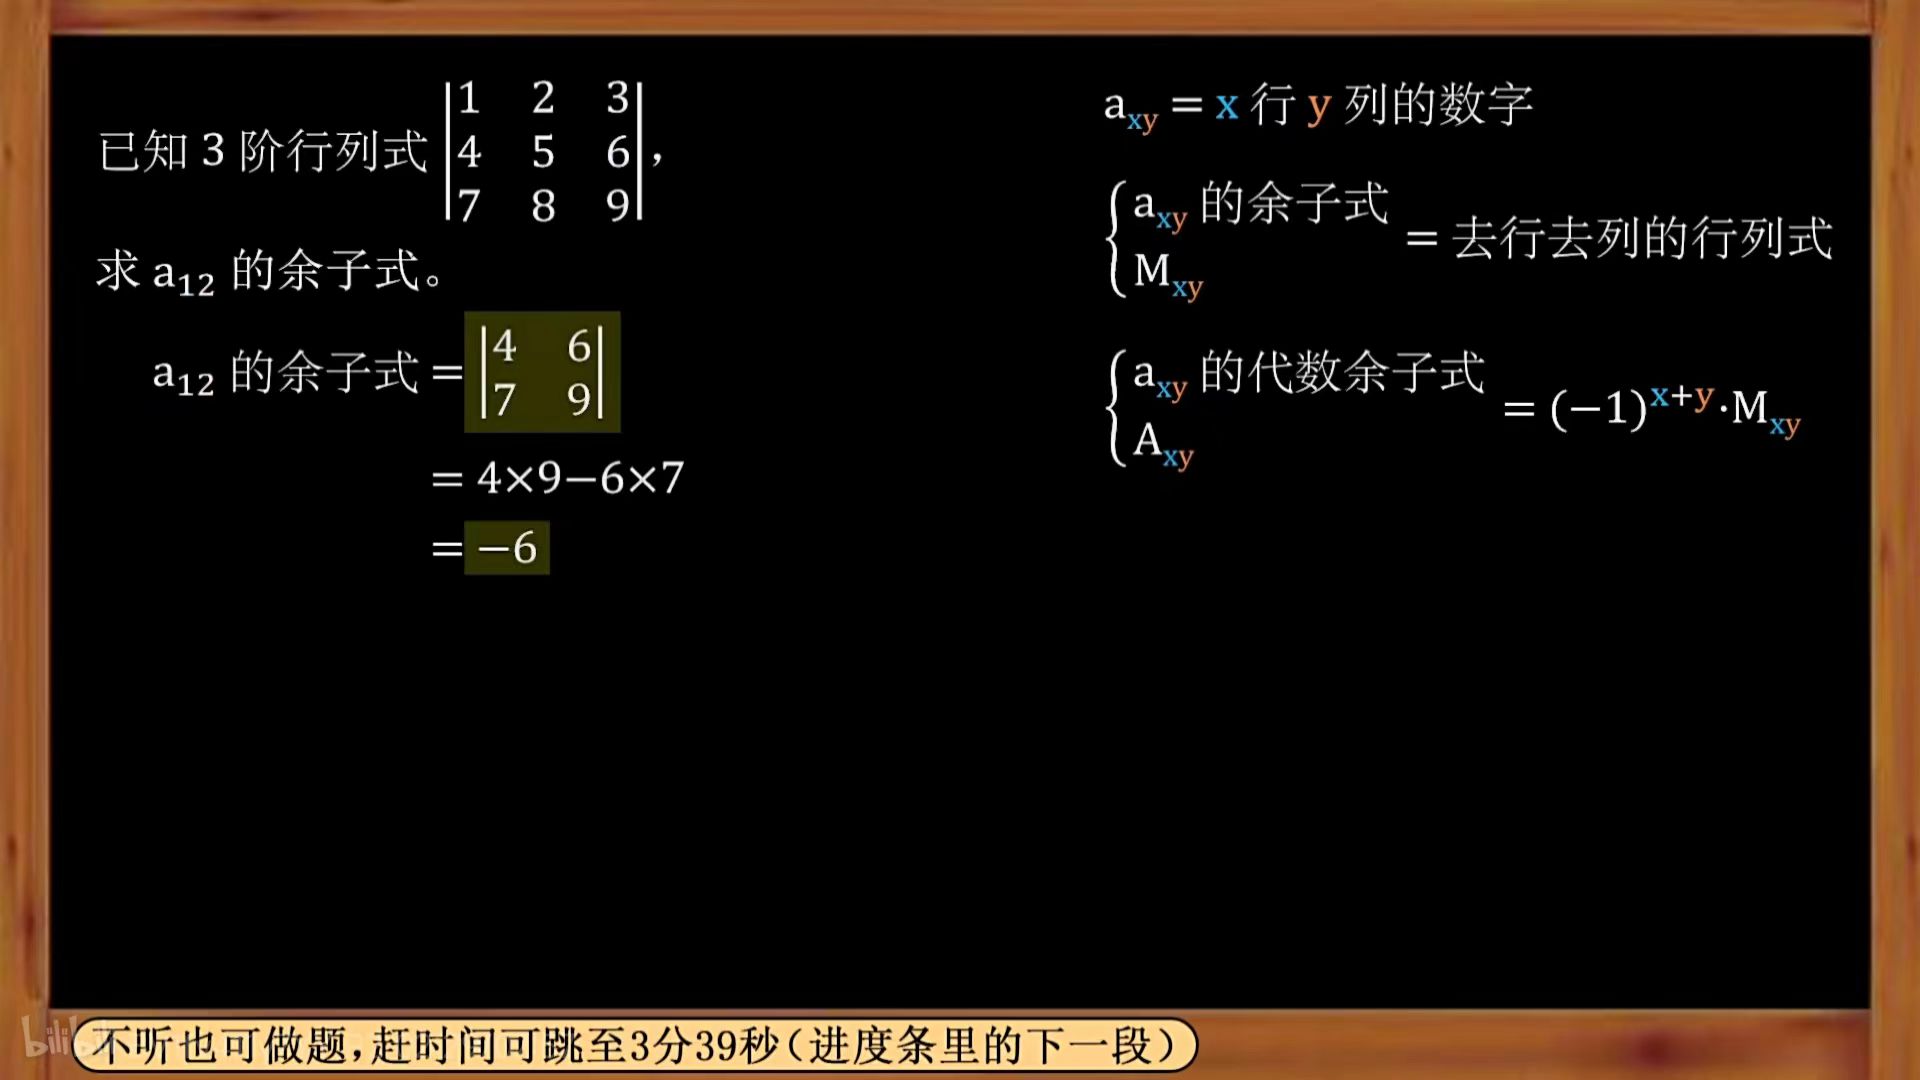 已知 3 阶行列式 |1 2 3|
|4 5 6|，
|7 8 9|
求 a₁₂ 的余子式。
a₁₂ 的余子式 = |4 6|
|7 9|
= 4×9−6×7
= −6
aₓᵧ = x 行 y 列的数字
{ aₓᵧ 的余子式
Mₓᵧ = 去行去列的行列式
{ aₓᵧ 的代数余子式
Aₓᵧ = (−1)ˣ⁺ʸ·Mₓᵧ
bilibili
不听也可做题，赶时间可跳至3分39秒（进度条里的下一段）